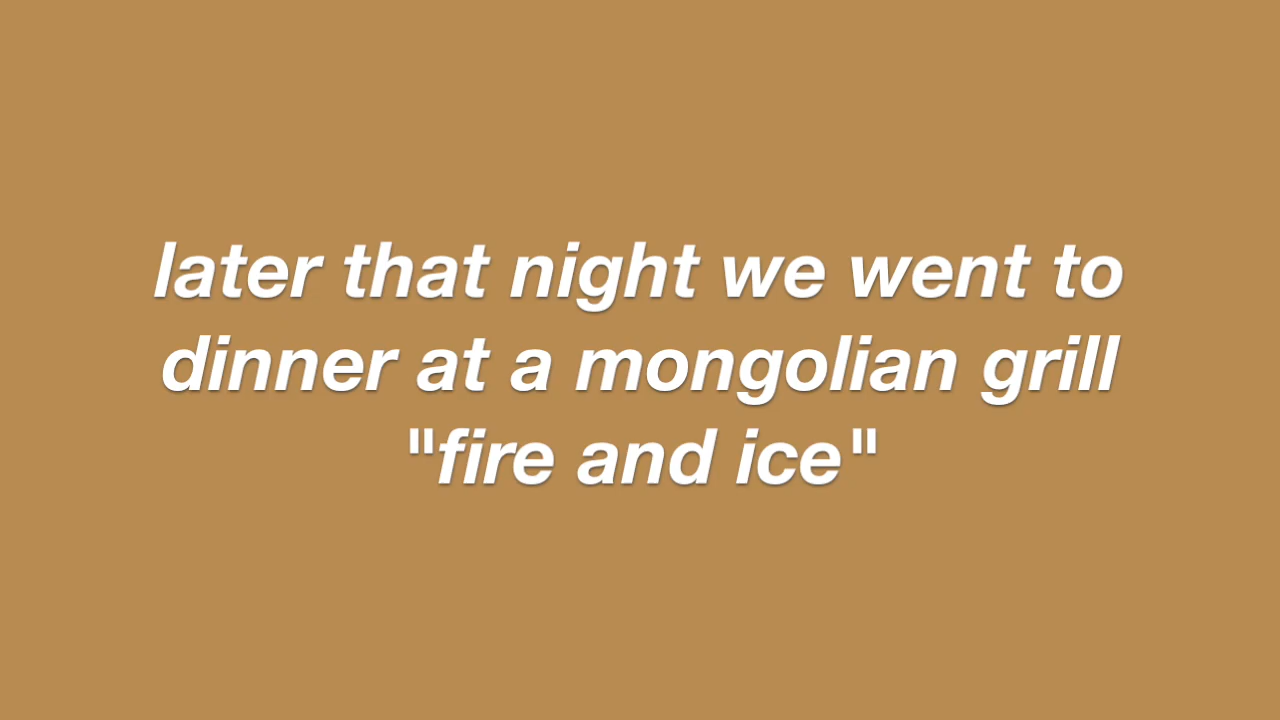 later that night we went to
dinner at a mongolian grill
"fire and ice"